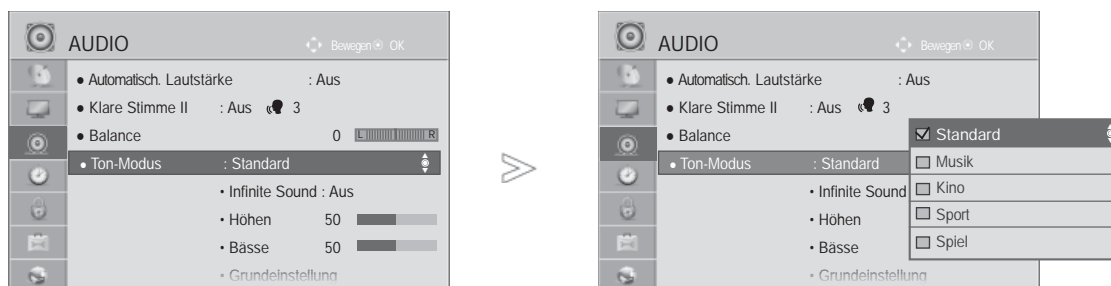 AUDIO
Bewegen OK
• Automatisch. Lautstärke : Aus
• Klare Stimme II : Aus 3
• Balance 0 L R
• Ton-Modus : Standard
• Infinite Sound : Aus
• Höhen 50
• Bässe 50
• Grundeinstellung
>
AUDIO
Bewegen OK
• Automatisch. Lautstärke : Aus
• Klare Stimme II : Aus 3
• Balance
• Ton-Modus : Standard
• Infinite Sound
• Höhen
• Bässe
• Grundeinstellung
Standard
Musik
Kino
Sport
Spiel